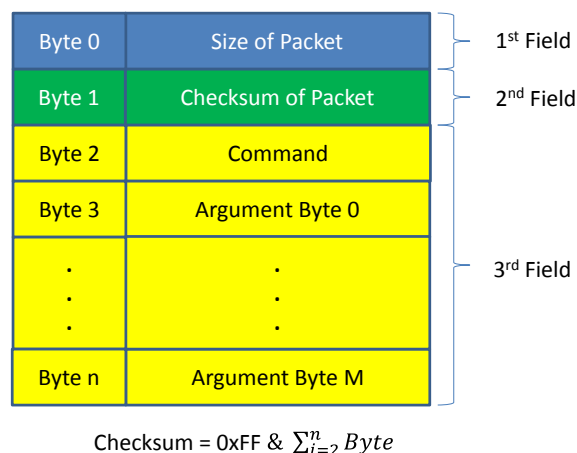 Byte 0 Size of Packet 1st Field
Byte 1 Checksum of Packet 2nd Field
Byte 2 Command
Byte 3 Argument Byte 0
. .
. . 3rd Field
. .
Byte n Argument Byte M
Checksum = 0xFF & ∑ⁿᵢ₌₂ Byte